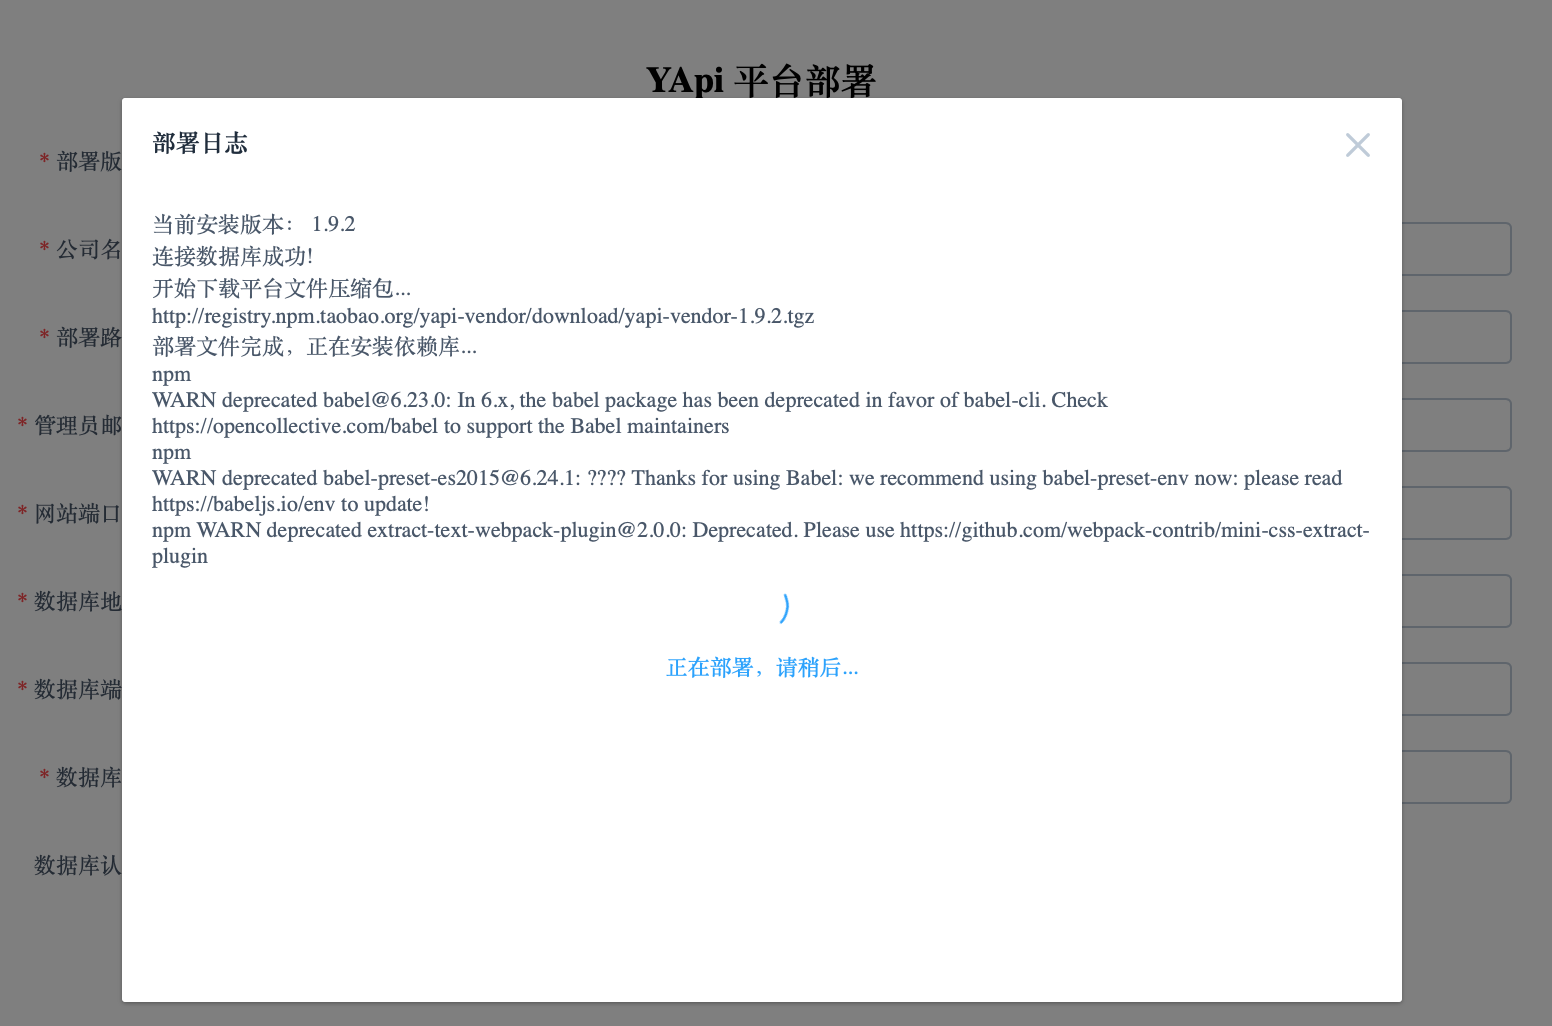 YApi 平台部署
部署日志
* 部署版
* 公司名
* 部署路
* 管理员邮
* 网站端口
* 数据库地
* 数据库端
* 数据库
数据库认
当前安装版本： 1.9.2
连接数据库成功!
开始下载平台文件压缩包...
http://registry.npm.taobao.org/yapi-vendor/download/yapi-vendor-1.9.2.tgz
部署文件完成，正在安装依赖库...
npm
WARN deprecated babel@6.23.0: In 6.x, the babel package has been deprecated in favor of babel-cli. Check
https://opencollective.com/babel to support the Babel maintainers
npm
WARN deprecated babel-preset-es2015@6.24.1: ???? Thanks for using Babel: we recommend using babel-preset-env now: please read
https://babeljs.io/env to update!
npm WARN deprecated extract-text-webpack-plugin@2.0.0: Deprecated. Please use https://github.com/webpack-contrib/mini-css-extract-
plugin
正在部署，请稍后...